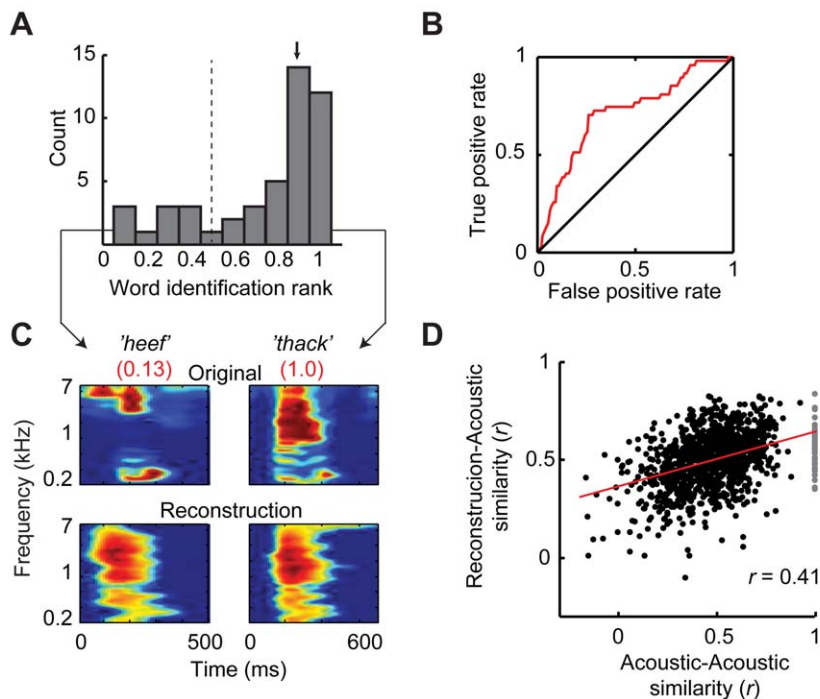 A
15
10
5
Count
0 0.2 0.4 0.6 0.8 1
Word identification rank
B
1
0.5
0
True positive rate
0 0.5 1
False positive rate
C
'heef' 'thack'
(0.13) Original (1.0)
7
1
0.2
Reconstruction
7
1
0.2
Frequency (kHz)
0 500 0 600
Time (ms)
D
1
0.5
0
Reconstrucion-Acoustic
similarity (r)
r = 0.41
0 0.5 1
Acoustic-Acoustic
similarity (r)